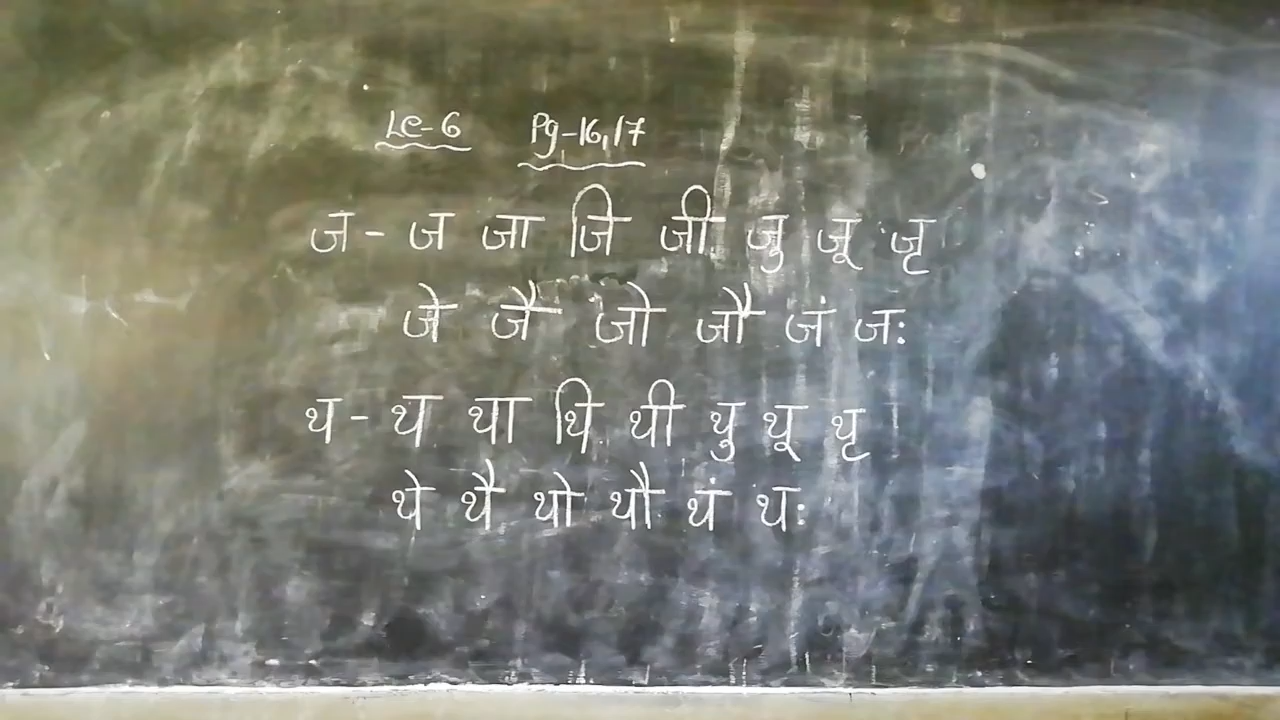 Le-6 Pg-16,17
ज- ज जा जि जी जु जू जृ
जे जै जो जौ जं जः
थ- थ था थि थी थु थू थृ
थे थै थो थौ थं थः